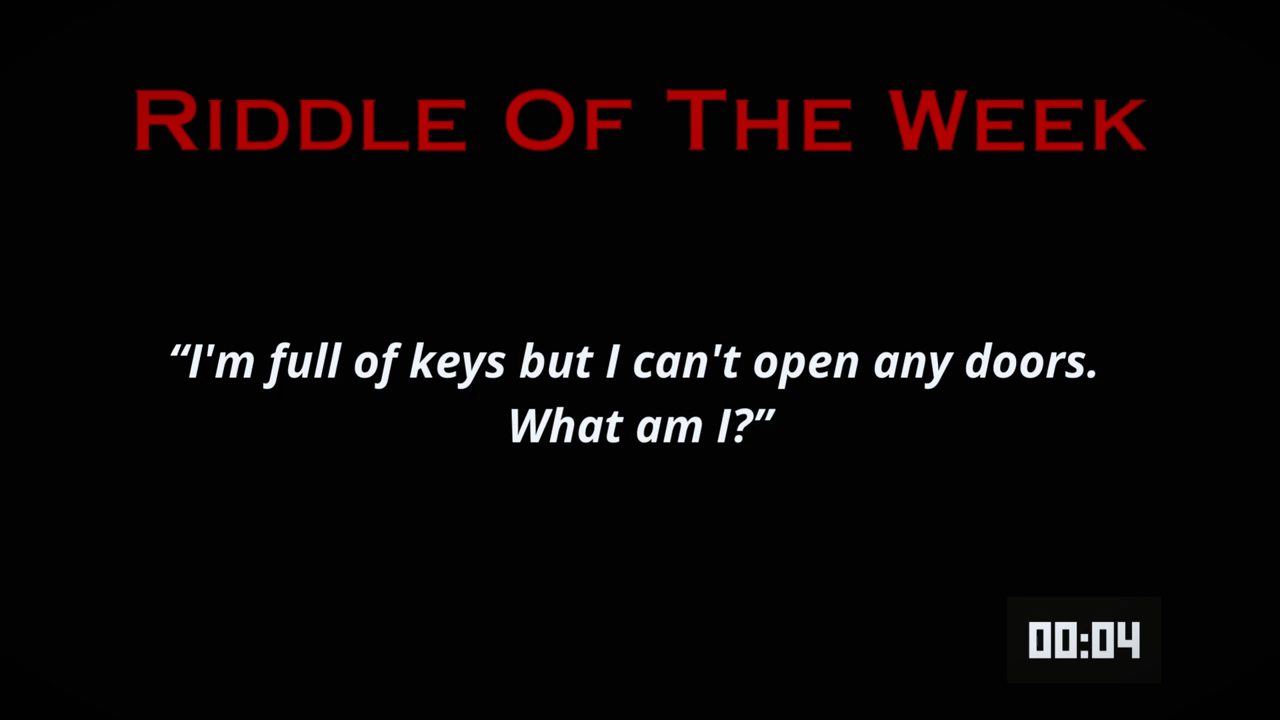 Riddle Of The Week
“I'm full of keys but I can't open any doors.
What am I?”
00:04